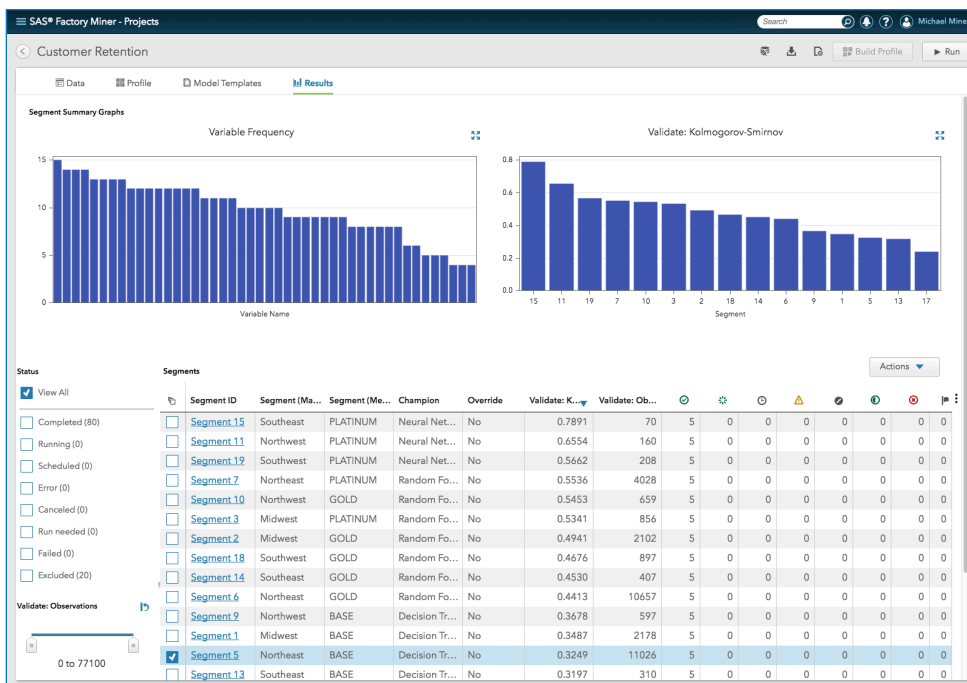 SAS® Factory Miner - Projects
Search
Michael Mine
Customer Retention
Build Profile
Run
Data
Profile
Model Templates
Results
Segment Summary Graphs
Variable Frequency
15
10
5
0
Variable Name
Validate: Kolmogorov-Smirnov
0.8
0.6
0.4
0.2
0.0
15 11 19 7 10 3 2 18 14 6 9 1 5 13 17
Segment
Status
View All
Completed (80)
Running (0)
Scheduled (0)
Error (0)
Canceled (0)
Run needed (0)
Failed (0)
Excluded (20)
Validate: Observations
0 to 77100
Segments
Actions
Segment ID Segment (Ma... Segment (Me... Champion Override Validate: K... Validate: Ob...
Segment 15 Southeast PLATINUM Neural Net... No 0.7891 70 5 0 0 0 0 0 0 0
Segment 11 Northwest PLATINUM Neural Net... No 0.6554 160 5 0 0 0 0 0 0 0
Segment 19 Southwest PLATINUM Neural Net... No 0.5662 208 5 0 0 0 0 0 0 0
Segment 7 Northeast PLATINUM Random Fo... No 0.5536 4028 5 0 0 0 0 0 0 0
Segment 10 Northwest GOLD Random Fo... No 0.5453 659 5 0 0 0 0 0 0 0
Segment 3 Midwest PLATINUM Random Fo... No 0.5341 856 5 0 0 0 0 0 0 0
Segment 2 Midwest GOLD Random Fo... No 0.4941 2102 5 0 0 0 0 0 0 0
Segment 18 Southwest GOLD Random Fo... No 0.4676 897 5 0 0 0 0 0 0 0
Segment 14 Southeast GOLD Random Fo... No 0.4530 407 5 0 0 0 0 0 0 0
Segment 6 Northeast GOLD Random Fo... No 0.4413 10657 5 0 0 0 0 0 0 0
Segment 9 Northwest BASE Decision Tr... No 0.3678 597 5 0 0 0 0 0 0 0
Segment 1 Midwest BASE Decision Tr... No 0.3487 2178 5 0 0 0 0 0 0 0
Segment 5 Northeast BASE Decision Tr... No 0.3249 11026 5 0 0 0 0 0 0 0
Segment 13 Southeast BASE Decision Tr... No 0.3197 310 5 0 0 0 0 0 0 0